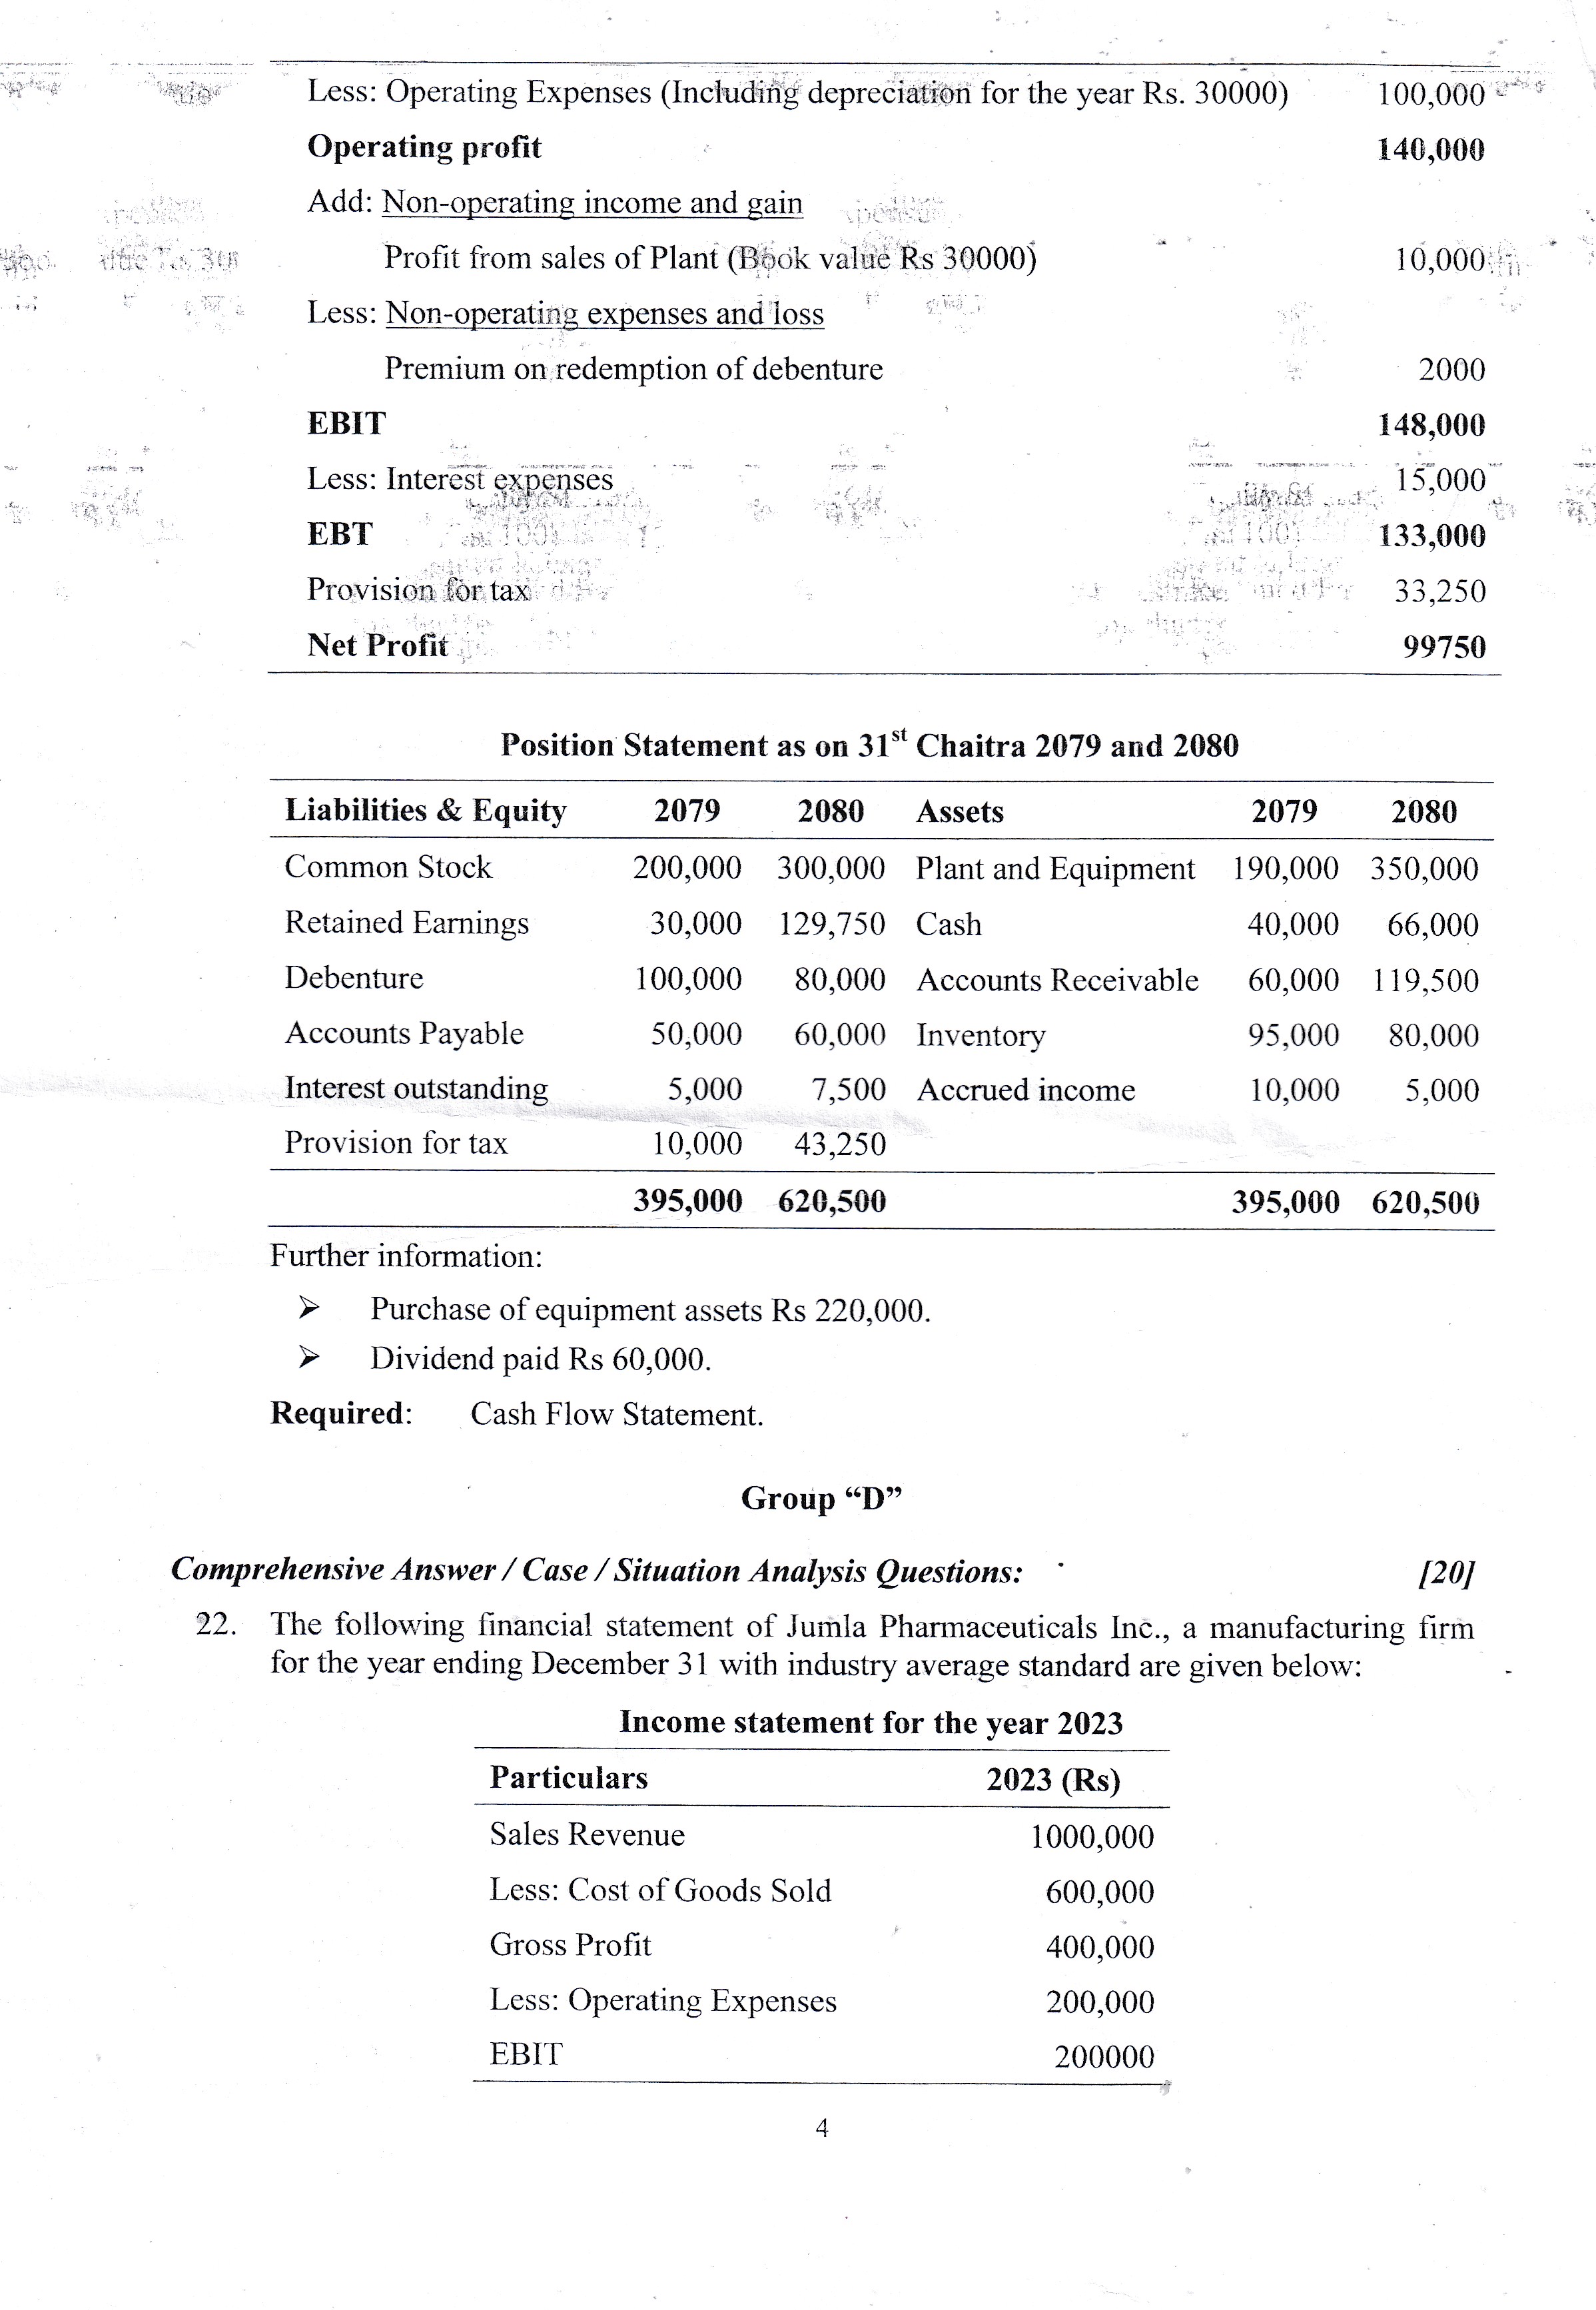 Less: Operating Expenses (Including depreciation for the year Rs. 30000) 100,000
Operating profit 140,000
Add: Non-operating income and gain
Profit from sales of Plant (Book value Rs 30000) 10,000
Less: Non-operating expenses and loss
Premium on redemption of debenture 2000
EBIT 148,000
Less: Interest expenses 15,000
EBT 133,000
Provision for tax 33,250
Net Profit 99750
Position Statement as on 31st Chaitra 2079 and 2080
Liabilities & Equity 2079 2080 Assets 2079 2080
Common Stock 200,000 300,000 Plant and Equipment 190,000 350,000
Retained Earnings 30,000 129,750 Cash 40,000 66,000
Debenture 100,000 80,000 Accounts Receivable 60,000 119,500
Accounts Payable 50,000 60,000 Inventory 95,000 80,000
Interest outstanding 5,000 7,500 Accrued income 10,000 5,000
Provision for tax 10,000 43,250
395,000 620,500 395,000 620,500
Further information:
➢ Purchase of equipment assets Rs 220,000.
➢ Dividend paid Rs 60,000.
Required: Cash Flow Statement.
Group “D”
Comprehensive Answer / Case / Situation Analysis Questions: [20]
22. The following financial statement of Jumla Pharmaceuticals Inc., a manufacturing firm
for the year ending December 31 with industry average standard are given below:
Income statement for the year 2023
Particulars 2023 (Rs)
Sales Revenue 1000,000
Less: Cost of Goods Sold 600,000
Gross Profit 400,000
Less: Operating Expenses 200,000
EBIT 200000
4